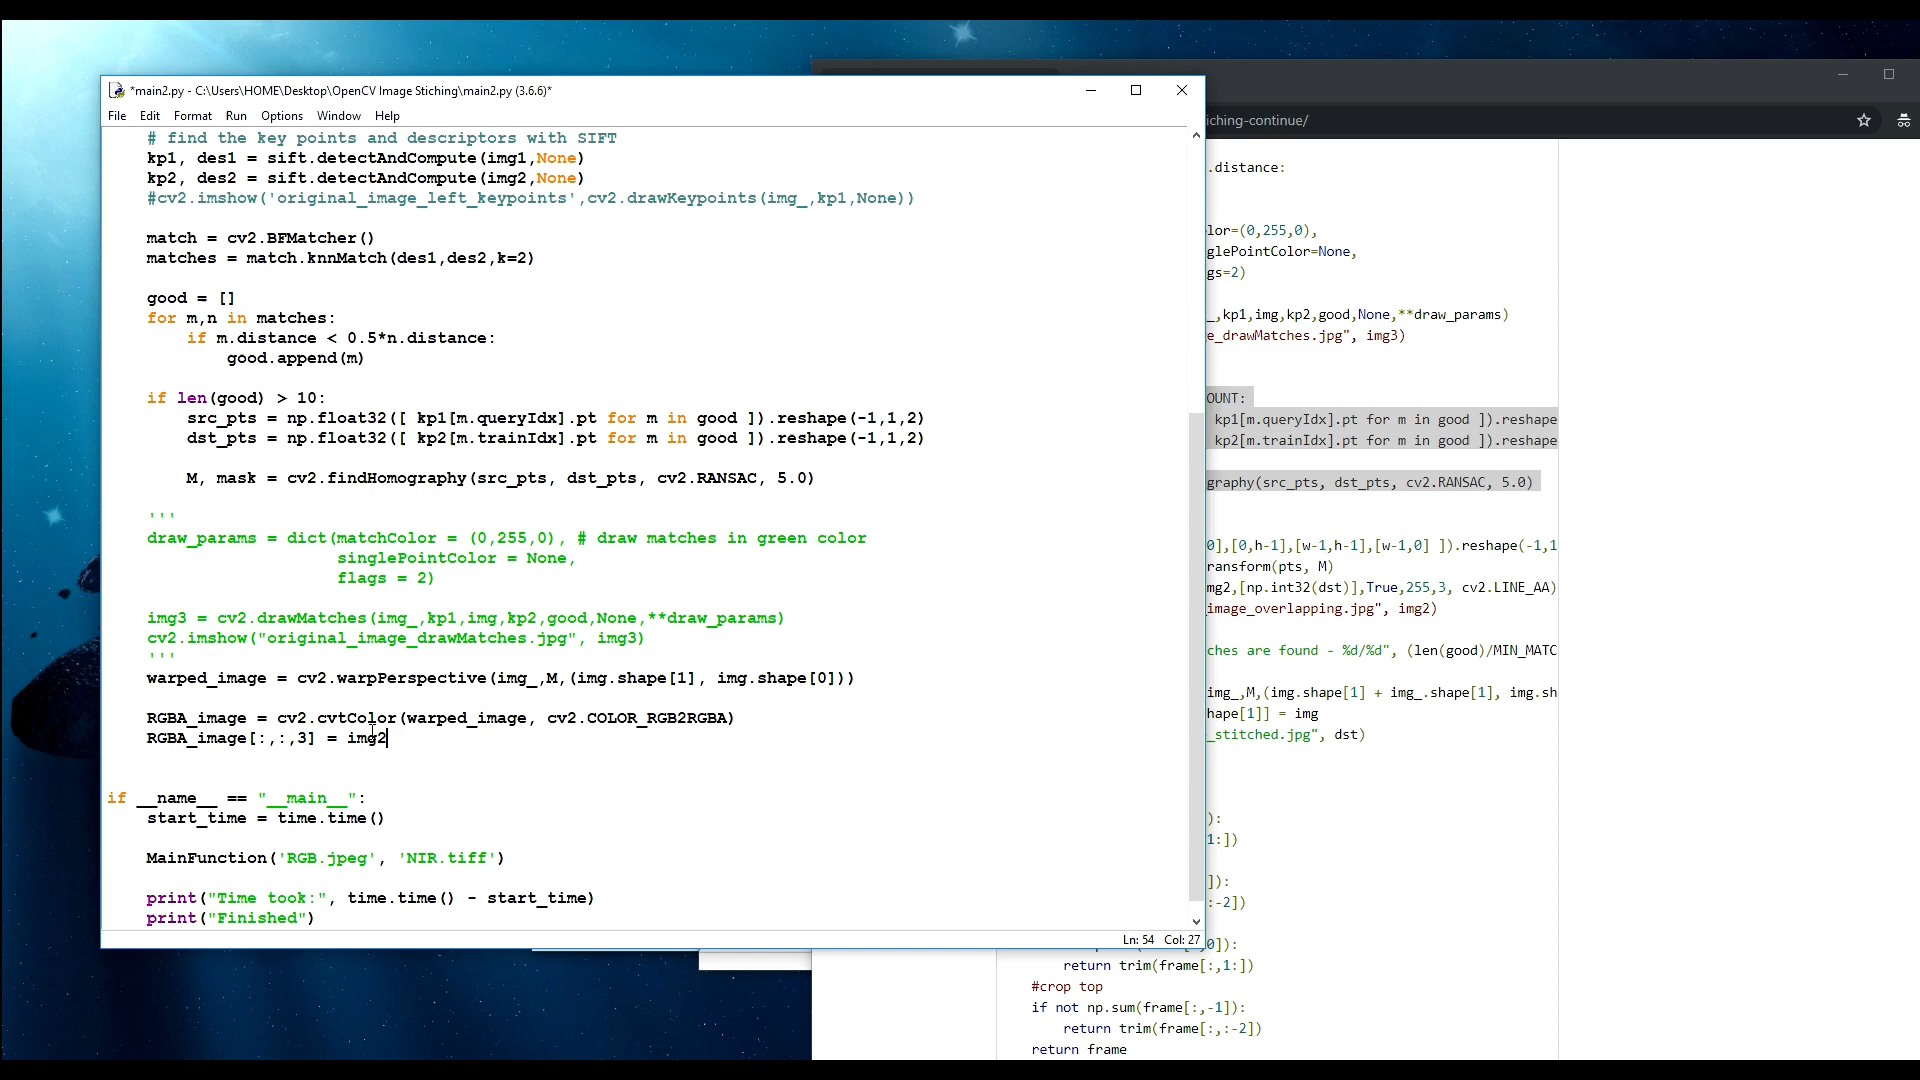 *main2.py - C:\Users\HOME\Desktop\OpenCV Image Stiching\main2.py (3.6.6)*
File Edit Format Run Options Window Help
# find the key points and descriptors with SIFT
kp1, des1 = sift.detectAndCompute(img1,None)
kp2, des2 = sift.detectAndCompute(img2,None)
#cv2.imshow('original_image_left_keypoints',cv2.drawKeypoints(img_,kp1,None))
match = cv2.BFMatcher()
matches = match.knnMatch(des1,des2,k=2)
good = []
for m,n in matches:
if m.distance < 0.5*n.distance:
good.append(m)
if len(good) > 10:
src_pts = np.float32([ kp1[m.queryIdx].pt for m in good ]).reshape(-1,1,2)
dst_pts = np.float32([ kp2[m.trainIdx].pt for m in good ]).reshape(-1,1,2)
M, mask = cv2.findHomography(src_pts, dst_pts, cv2.RANSAC, 5.0)
'''
draw_params = dict(matchColor = (0,255,0), # draw matches in green color
singlePointColor = None,
flags = 2)
img3 = cv2.drawMatches(img_,kp1,img,kp2,good,None,**draw_params)
cv2.imshow("original_image_drawMatches.jpg", img3)
'''
warped_image = cv2.warpPerspective(img_,M,(img.shape[1], img.shape[0]))
RGBA_image = cv2.cvtColor(warped_image, cv2.COLOR_RGB2RGBA)
RGBA_image[:,:,3] = img2
if __name__ == "__main__":
start_time = time.time()
MainFunction('RGB.jpeg', 'NIR.tiff')
print("Time took:", time.time() - start_time)
print("Finished")
Ln: 54 Col: 27
iching-continue/
.distance:
lor=(0,255,0),
glePointColor=None,
gs=2)
_,kp1,img,kp2,good,None,**draw_params)
e_drawMatches.jpg", img3)
OUNT:
kp1[m.queryIdx].pt for m in good ]).reshape
kp2[m.trainIdx].pt for m in good ]).reshape
graphy(src_pts, dst_pts, cv2.RANSAC, 5.0)
0],[0,h-1],[w-1,h-1],[w-1,0] ]).reshape(-1,1
ransform(pts, M)
mg2,[np.int32(dst)],True,255,3, cv2.LINE_AA)
image_overlapping.jpg", img2)
ches are found - %d/%d", (len(good)/MIN_MATC
img_,M,(img.shape[1] + img_.shape[1], img.sh
hape[1]] = img
_stitched.jpg", dst)
):
1:])
]):
:-2])
0]):
return trim(frame[:,1:])
#crop top
if not np.sum(frame[:,-1]):
return trim(frame[:,:-2])
return frame